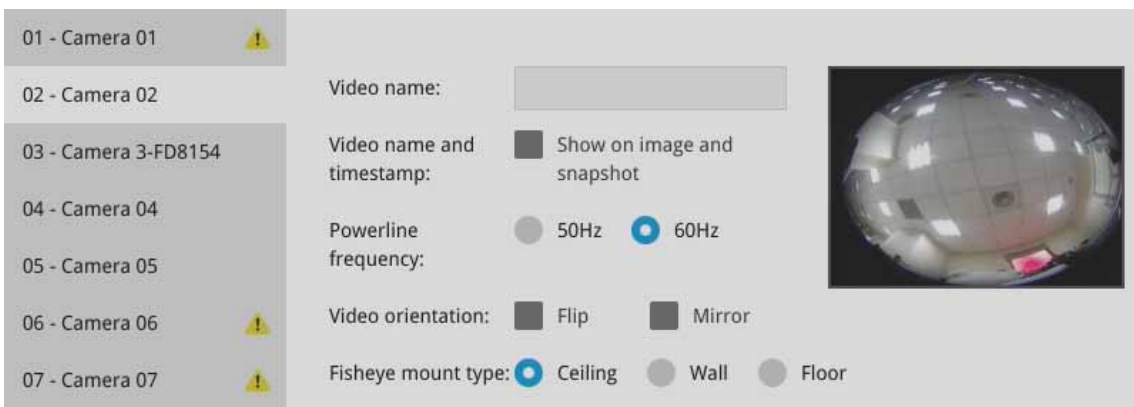 01 - Camera 01
02 - Camera 02
03 - Camera 3-FD8154
04 - Camera 04
05 - Camera 05
06 - Camera 06
07 - Camera 07
Video name:
Video name and
timestamp:
Show on image and
snapshot
Powerline
frequency:
50Hz
60Hz
Video orientation:
Flip
Mirror
Fisheye mount type:
Ceiling
Wall
Floor